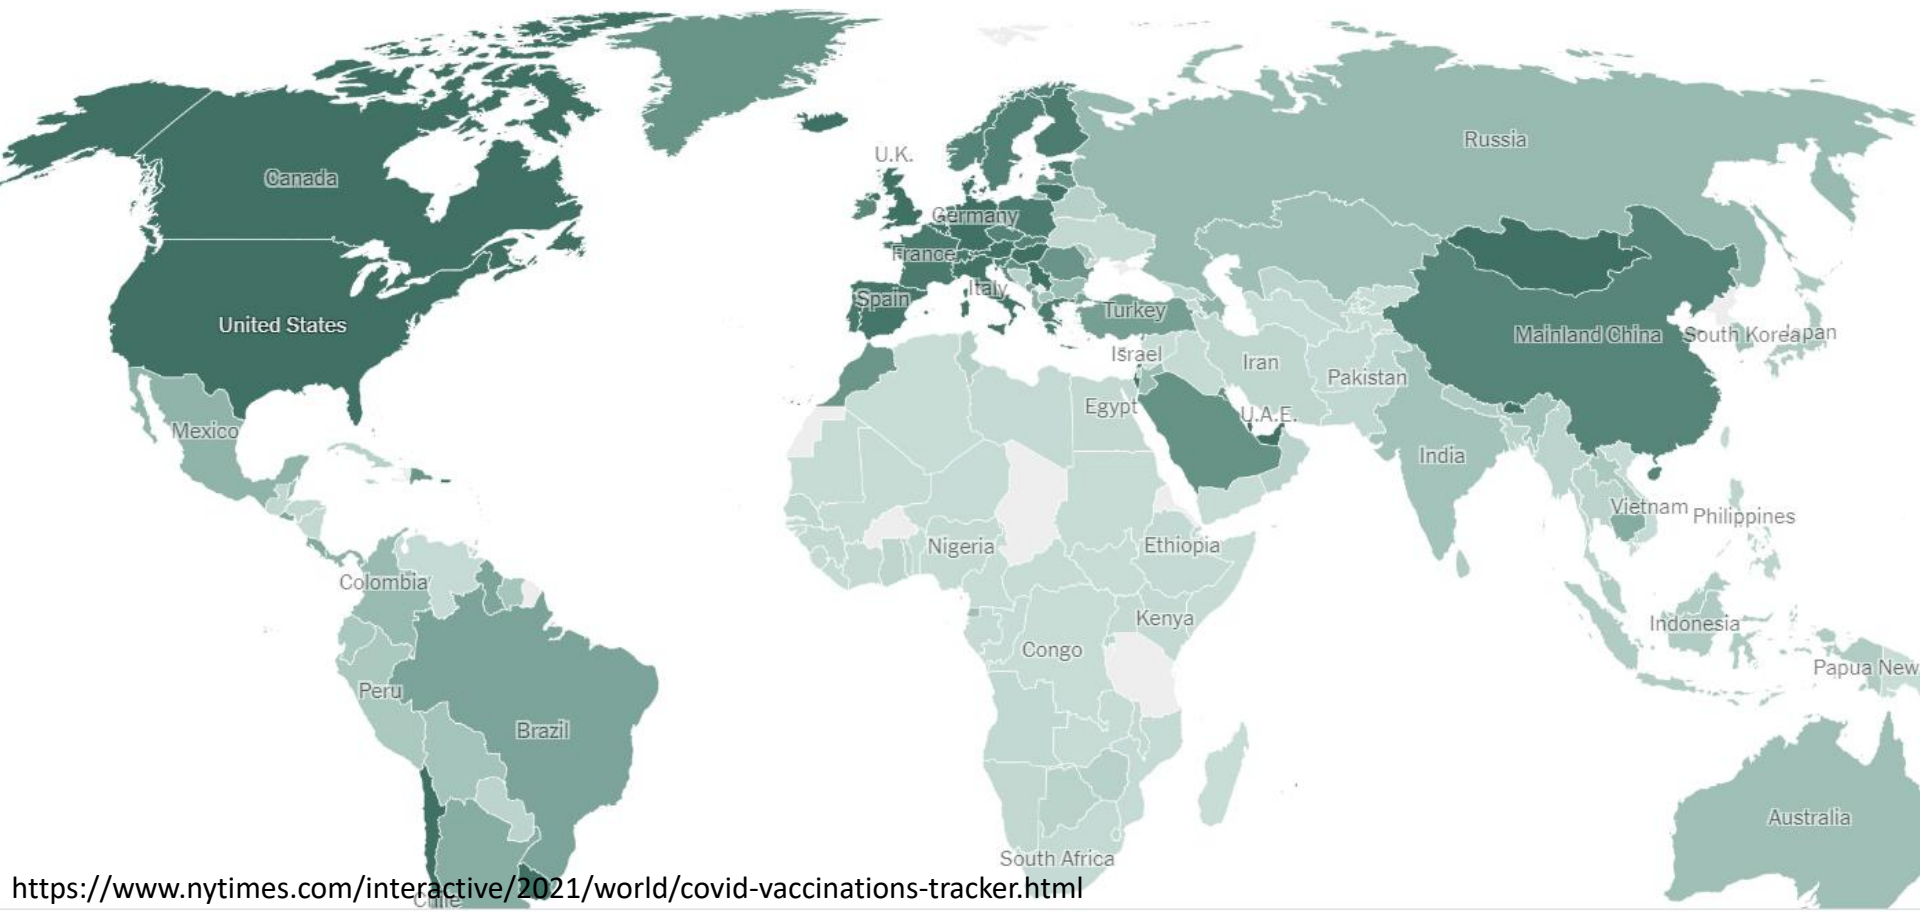 Russia
U.K.
Canada
Germany
France
Italy
Spain
Turkey
United States
Mainland China
South Korea
Japan
Israel
Iran
Pakistan
Egypt
U.A.E.
Mexico
India
Vietnam
Philippines
Nigeria
Ethiopia
Colombia
Kenya
Indonesia
Congo
Papua New
Peru
Brazil
Australia
South Africa
https://www.nytimes.com/interactive/2021/world/covid-vaccinations-tracker.html
Chile